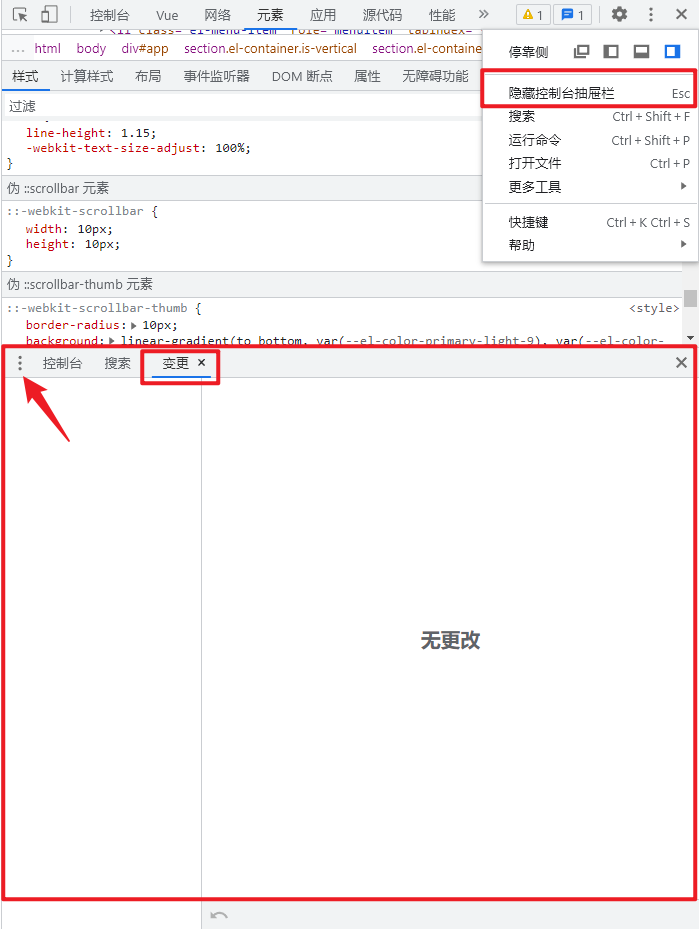 控制台 Vue 网络 元素 应用 源代码 性能 » 1 1
<li class="el-menu-item" role="menuitem" tabindex=
... html body div#app section.el-container.is-vertical section.el-containe
样式 计算样式 布局 事件监听器 DOM 断点 属性 无障碍功能
过滤
line-height: 1.15;
-webkit-text-size-adjust: 100%;
}
伪 ::scrollbar 元素
::-webkit-scrollbar {
width: 10px;
height: 10px;
}
伪 ::scrollbar-thumb 元素
::-webkit-scrollbar-thumb { <style>
border-radius: 10px;
background: linear-gradient(to bottom, var(--el-color-primary-light-9), var(--el-color-
停靠侧
隐藏控制台抽屉栏 Esc
搜索 Ctrl + Shift + F
运行命令 Ctrl + Shift + P
打开文件 Ctrl + P
更多工具
快捷键 Ctrl + K Ctrl + S
帮助
控制台 搜索 变更
无更改